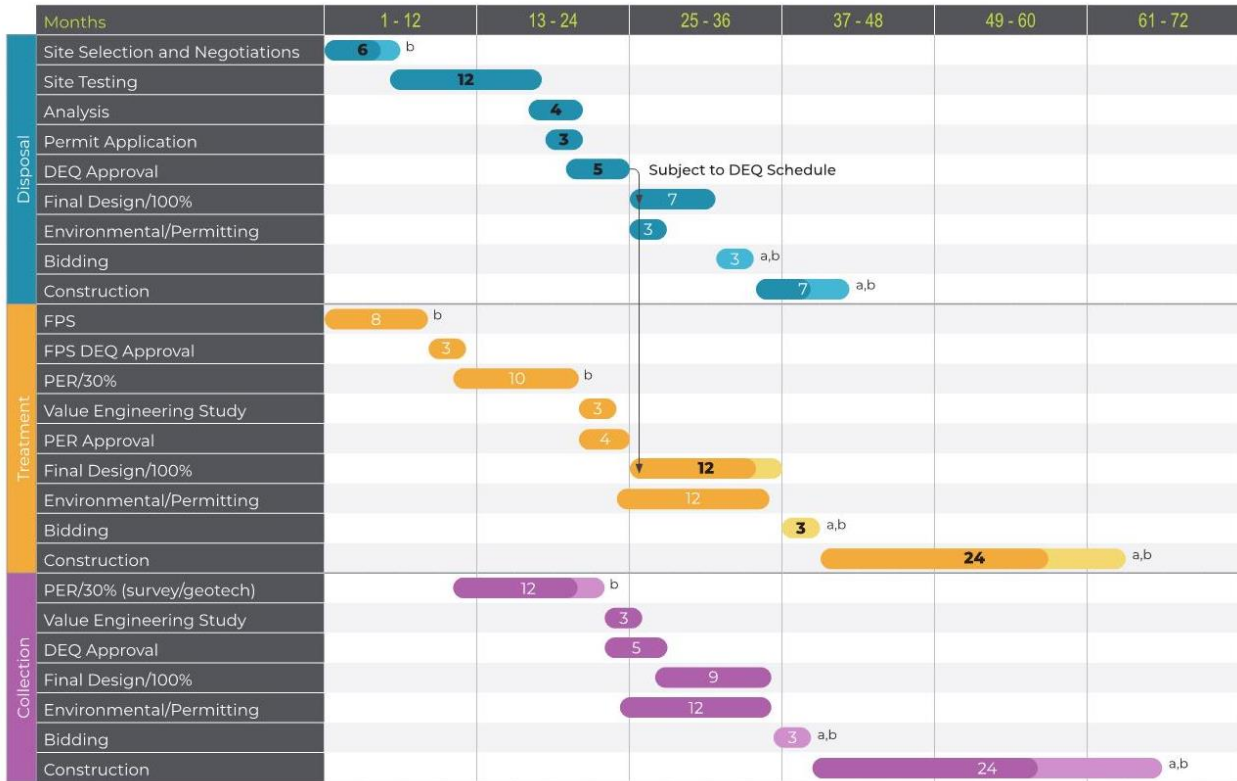 Months 1 - 12 13 - 24 25 - 36 37 - 48 49 - 60 61 - 72
Disposal
Site Selection and Negotiations 6 b
Site Testing 12
Analysis 4
Permit Application 3
DEQ Approval 5 Subject to DEQ Schedule
Final Design/100% 7
Environmental/Permitting 3
Bidding 3 a,b
Construction 7 a,b
Treatment
FPS 8 b
FPS DEQ Approval 3
PER/30% 10 b
Value Engineering Study 3
PER Approval 4
Final Design/100% 12
Environmental/Permitting 12
Bidding 3 a,b
Construction 24 a,b
Collection
PER/30% (survey/geotech) 12 b
Value Engineering Study 3
DEQ Approval 5
Final Design/100% 9
Environmental/Permitting 12
Bidding 3 a,b
Construction 24 a,b